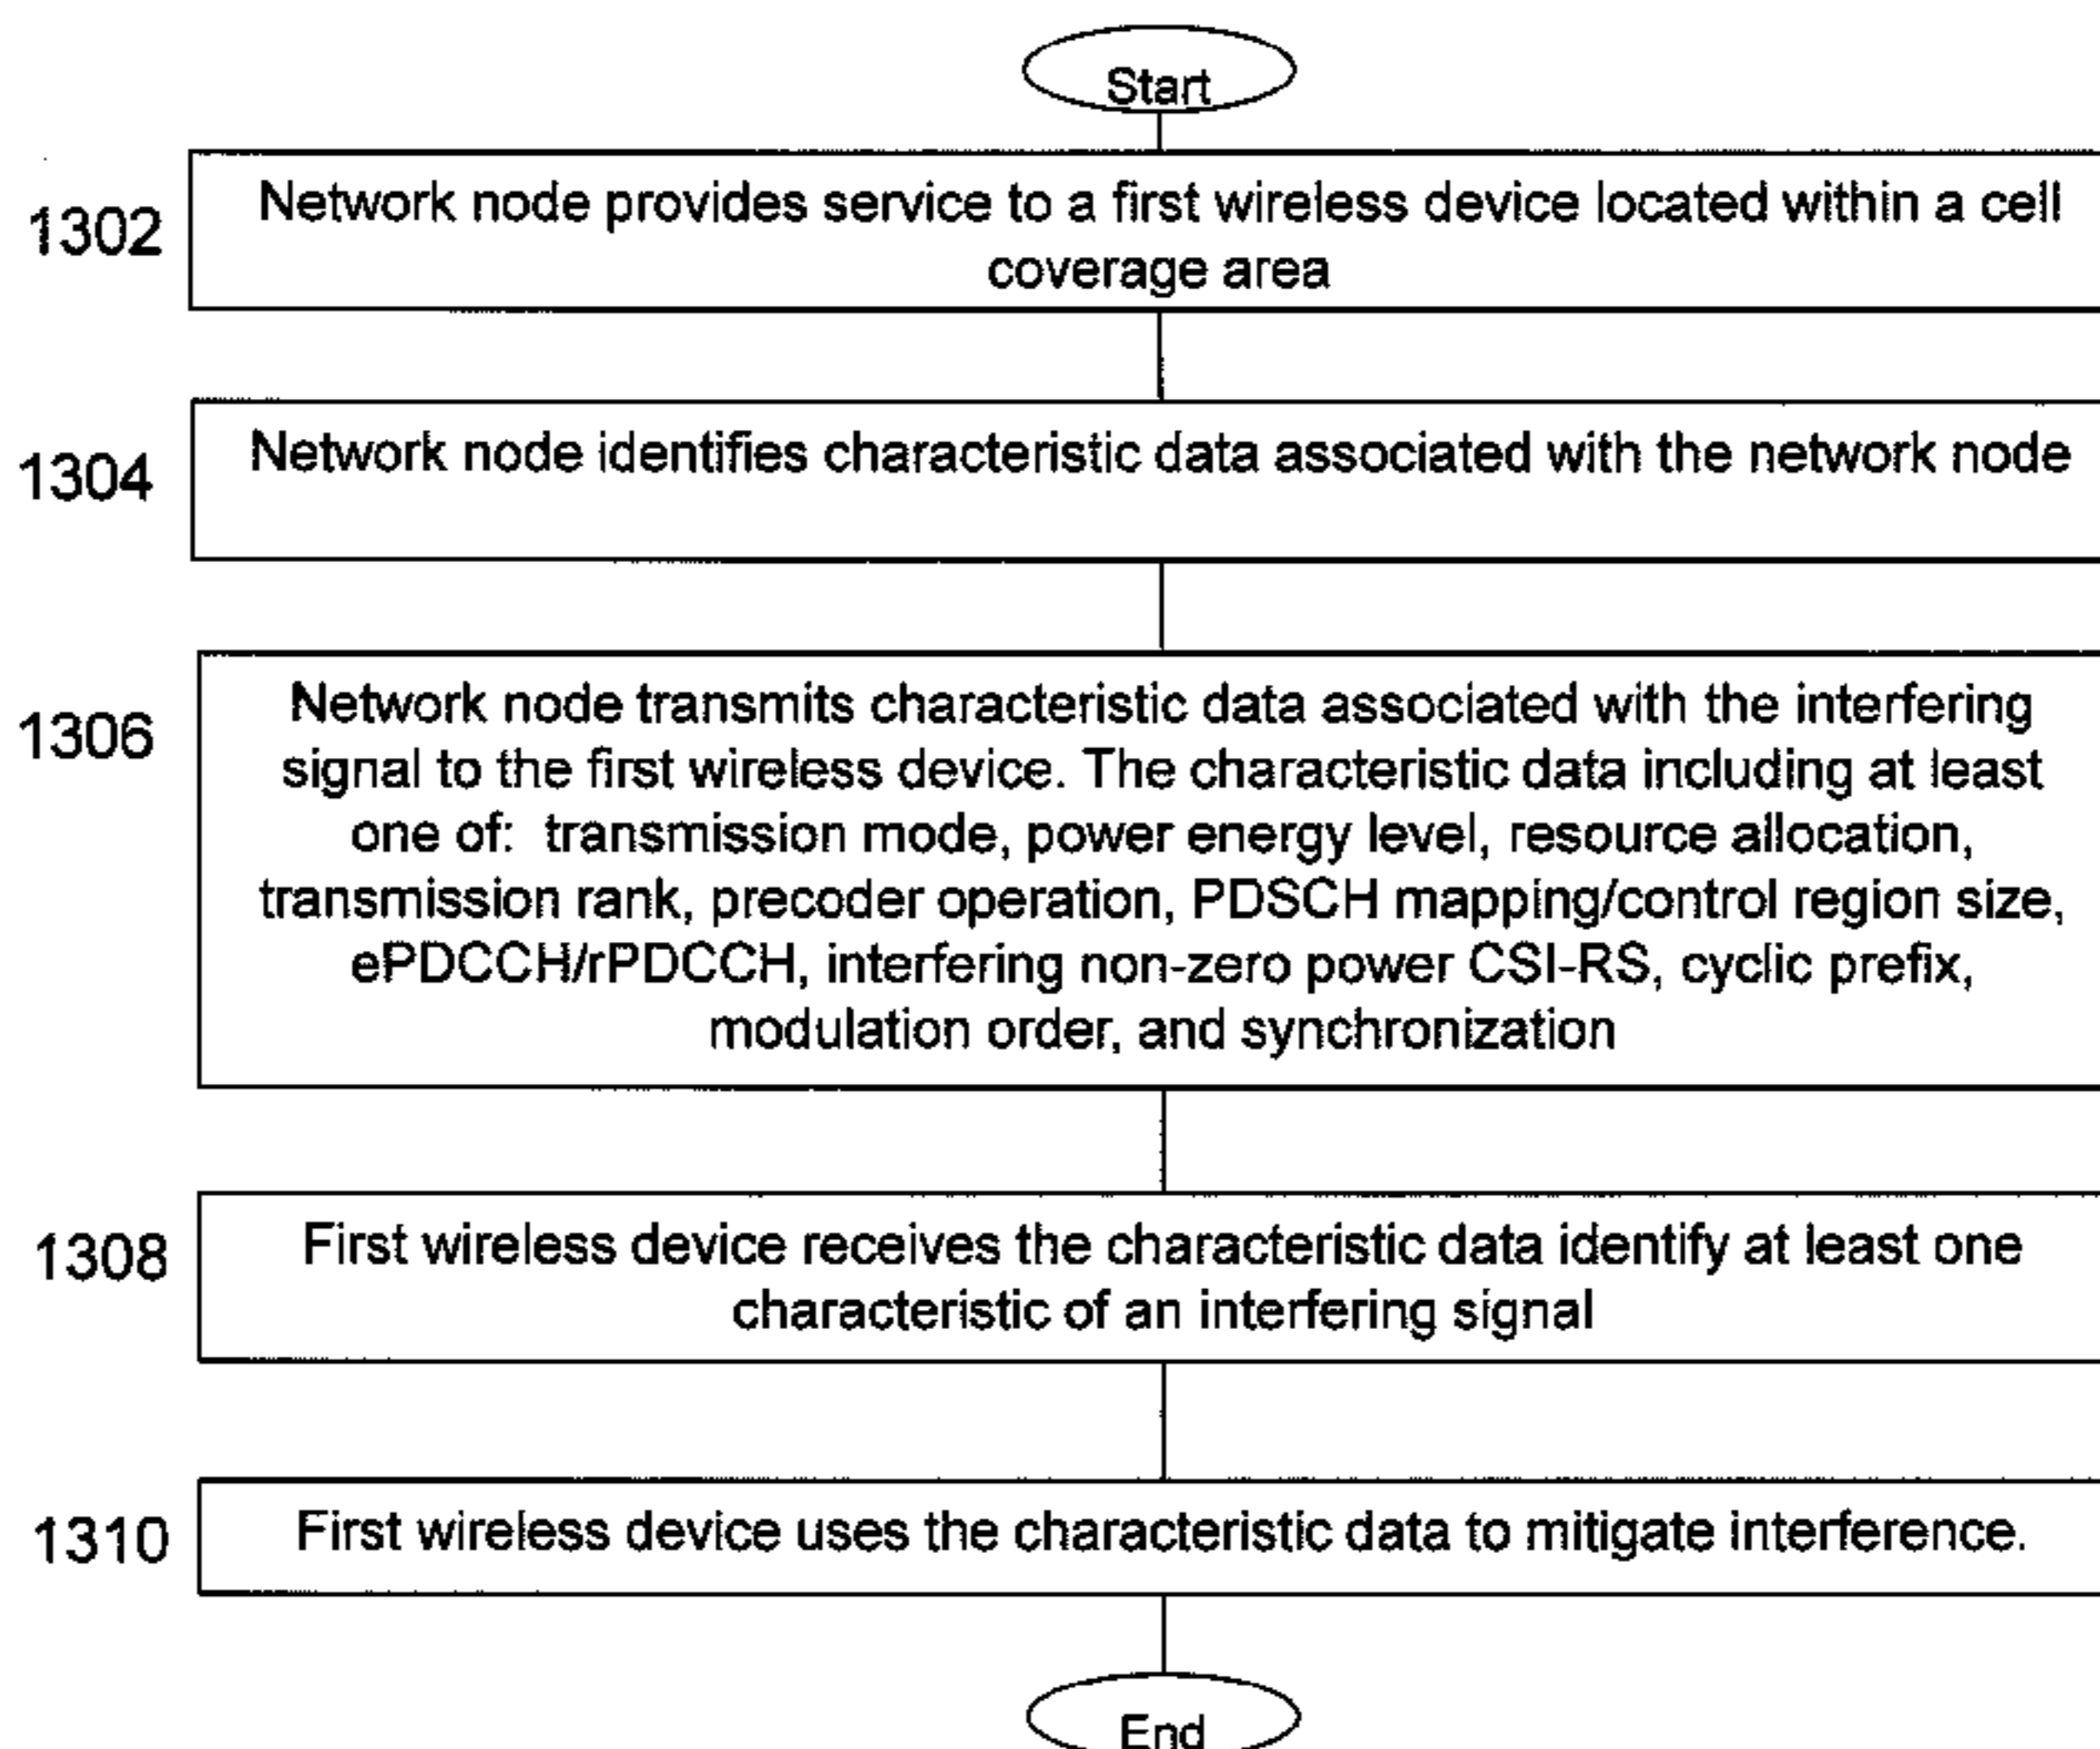 Start
1302
Network node provides service to a first wireless device located within a cell
coverage area
1304
Network node identifies characteristic data associated with the network node
1306
Network node transmits characteristic data associated with the interfering
signal to the first wireless device. The characteristic data including at least
one of: transmission mode, power energy level, resource allocation,
transmission rank, precoder operation, PDSCH mapping/control region size,
ePDCCH/rPDCCH, interfering non-zero power CSI-RS, cyclic prefix,
modulation order, and synchronization
1308
First wireless device receives the characteristic data identify at least one
characteristic of an interfering signal
1310
First wireless device uses the characteristic data to mitigate interference.
End